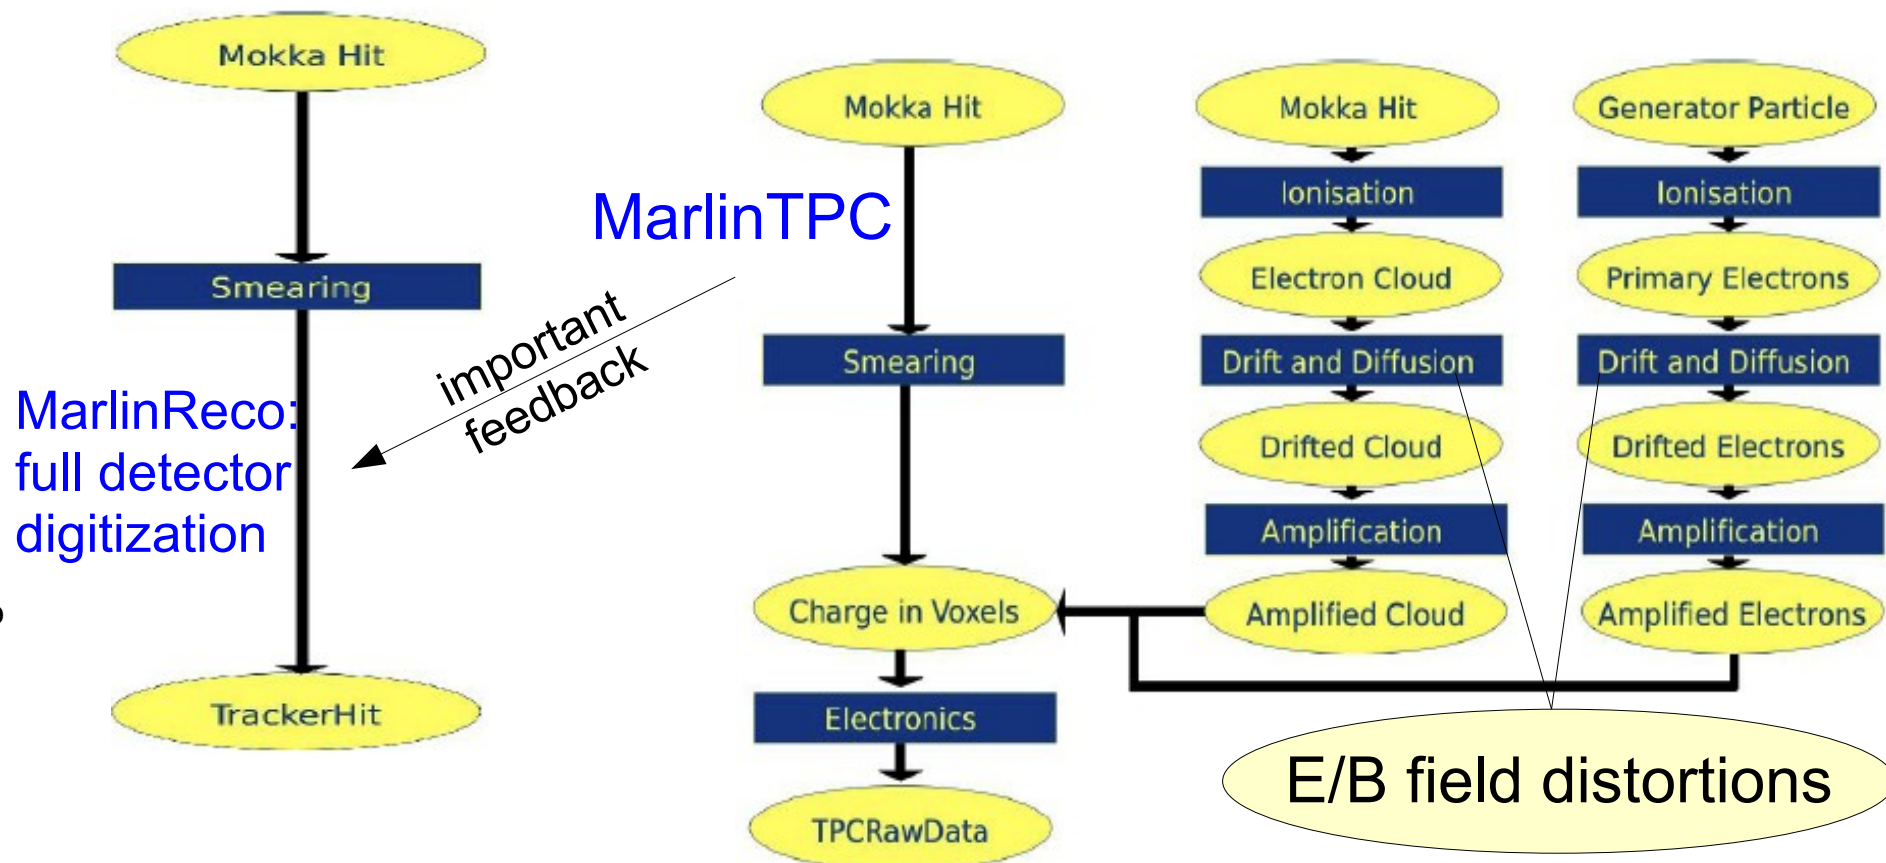 Mokka Hit
Smearing
MarlinReco:
full detector
digitization
TrackerHit
important
feedback
MarlinTPC
Mokka Hit
Smearing
Charge in Voxels
Electronics
TPCRawData
Mokka Hit
Ionisation
Electron Cloud
Drift and Diffusion
Drifted Cloud
Amplification
Amplified Cloud
Generator Particle
Ionisation
Primary Electrons
Drift and Diffusion
Drifted Electrons
Amplification
Amplified Electrons
E/B field distortions